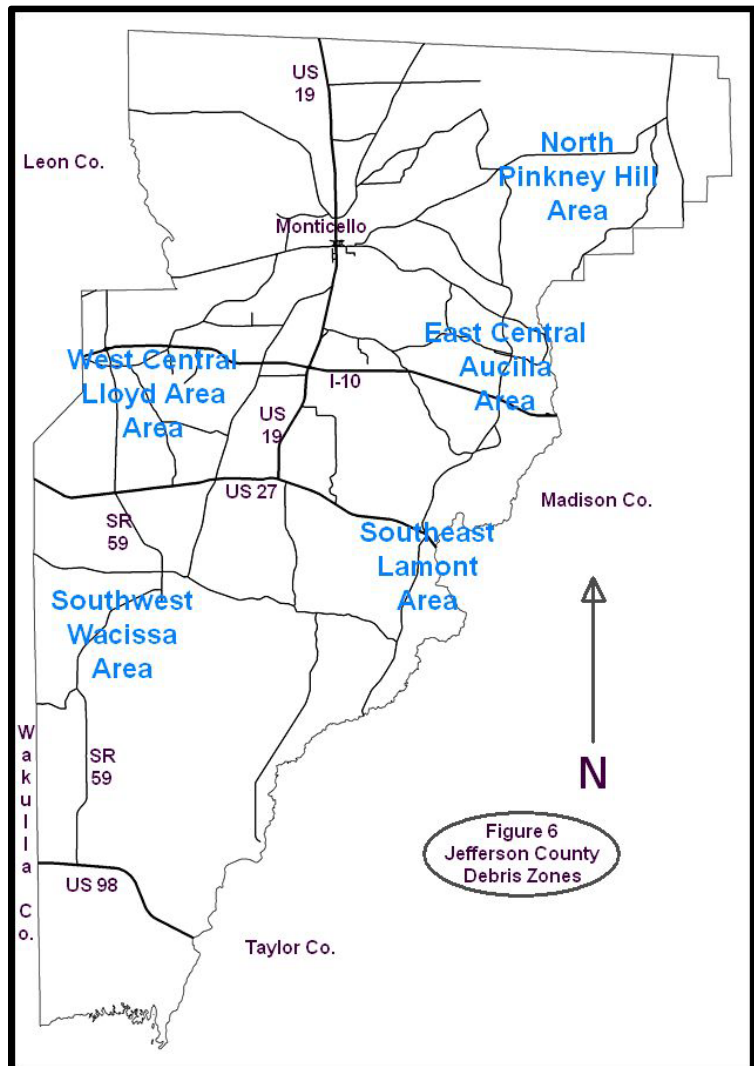 US
19
North
Pinkney Hill
Area
Leon Co.
Monticello
East Central
Aucilla
Area
West Central
Lloyd Area
Area
I-10
US
19
US 27
Madison Co.
SR
59
Southeast
Lamont
Area
Southwest
Wacissa
Area
Wakulla Co.
SR
59
N
Figure 6
Jefferson County
Debris Zones
US 98
Taylor Co.